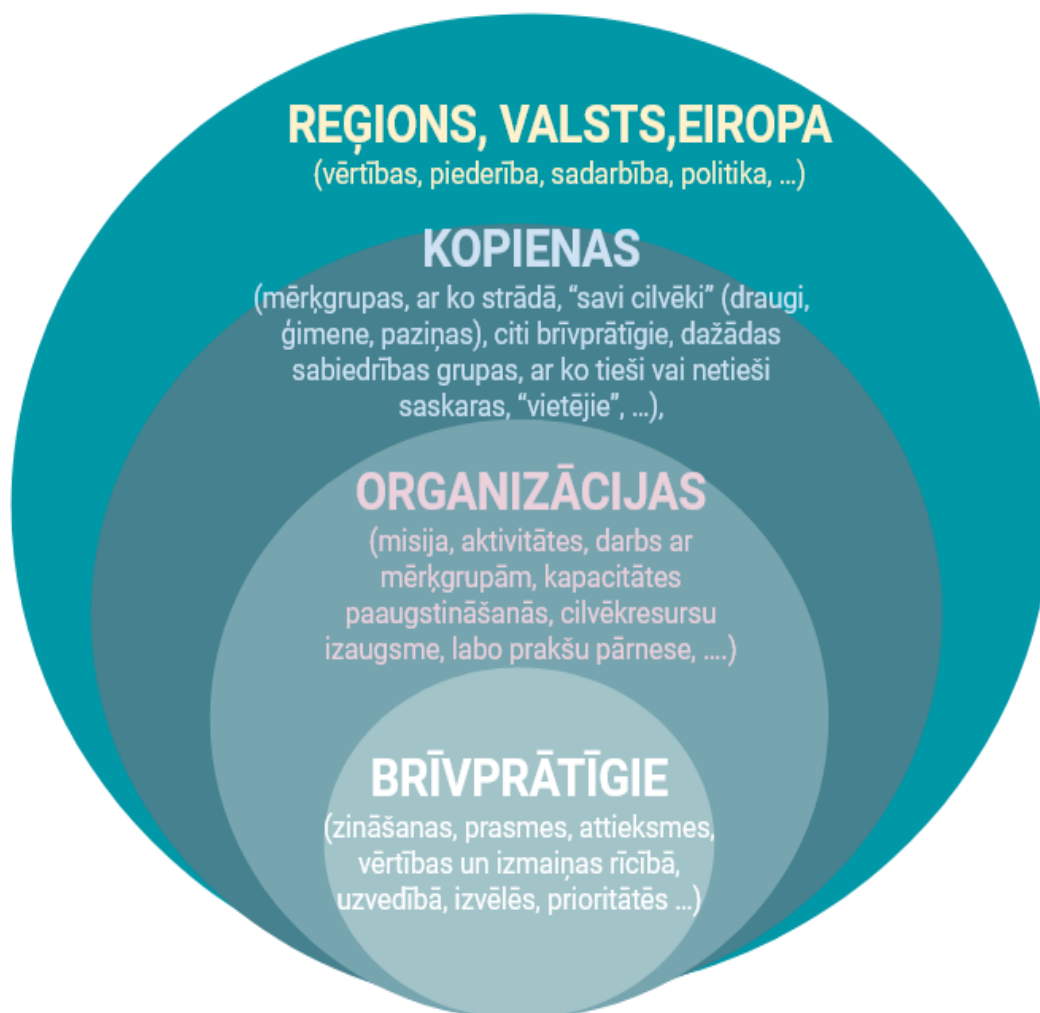 REĢIONS, VALSTS,EIROPA
(vērtības, piederība, sadarbība, politika, ...)
KOPIENAS
(mērķgrupas, ar ko strādā, “savi cilvēki” (draugi,
ģimene, paziņas), citi brīvprātīgie, dažādas
sabiedrības grupas, ar ko tieši vai netieši
saskaras, “vietējie”, ...),
ORGANIZĀCIJAS
(misija, aktivitātes, darbs ar
mērķgrupām, kapacitātes
paaugstināšanās, cilvēkresursu
izaugsme, labo prakšu pārnese, ....)
BRĪVPRĀTĪGIE
(zināšanas, prasmes, attieksmes,
vērtības un izmaiņas rīcībā,
uzvedībā, izvēlēs, prioritātēs ...)